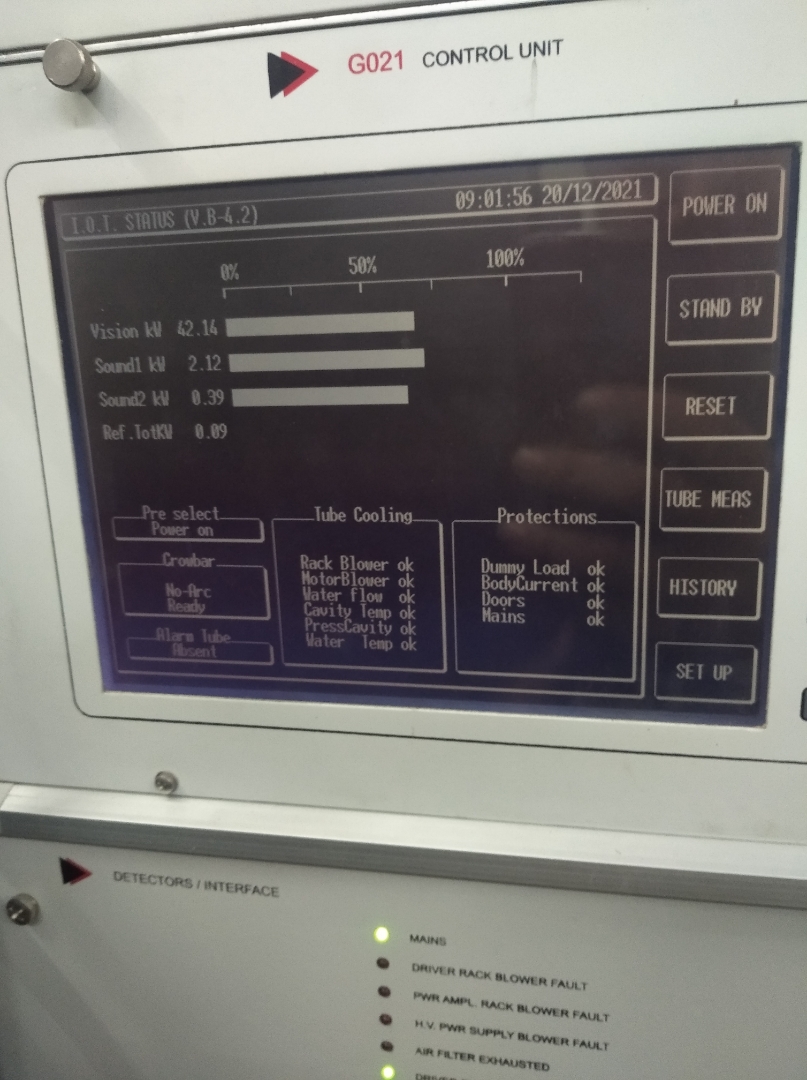 G021 CONTROL UNIT
I.O.T. STATUS (V.B-4.2) 09:01:56 20/12/2021
0% 50% 100%
Vision kW 42.14
Sound1 kW 2.12
Sound2 kW 0.39
Ref.TotKW 0.09
Pre select
Power on
Crowbar
No-Arc
Ready
Alarm Tube
Absent
Tube Cooling
Rack Blower ok
MotorBlower ok
Water flow ok
Cavity Temp ok
PressCavity ok
Water Temp ok
Protections
Dummy Load ok
BodyCurrent ok
Doors ok
Mains ok
POWER ON
STAND BY
RESET
TUBE MEAS
HISTORY
SET UP
DETECTORS / INTERFACE
MAINS
DRIVER RACK BLOWER FAULT
PWR AMPL. RACK BLOWER FAULT
H.V. PWR SUPPLY BLOWER FAULT
AIR FILTER EXHAUSTED